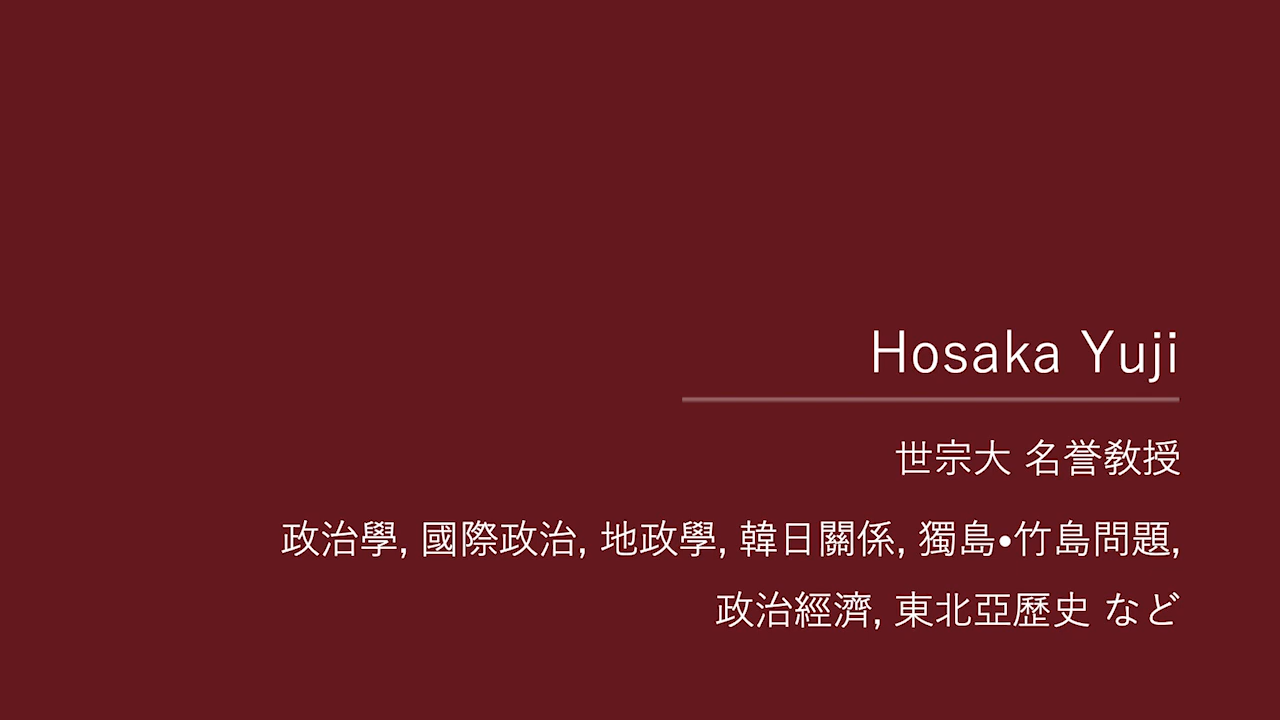 Hosaka Yuji
世宗大 名誉敎授
政治學, 國際政治, 地政學, 韓日關係, 獨島•竹島問題,
政治經濟, 東北亞歷史 など